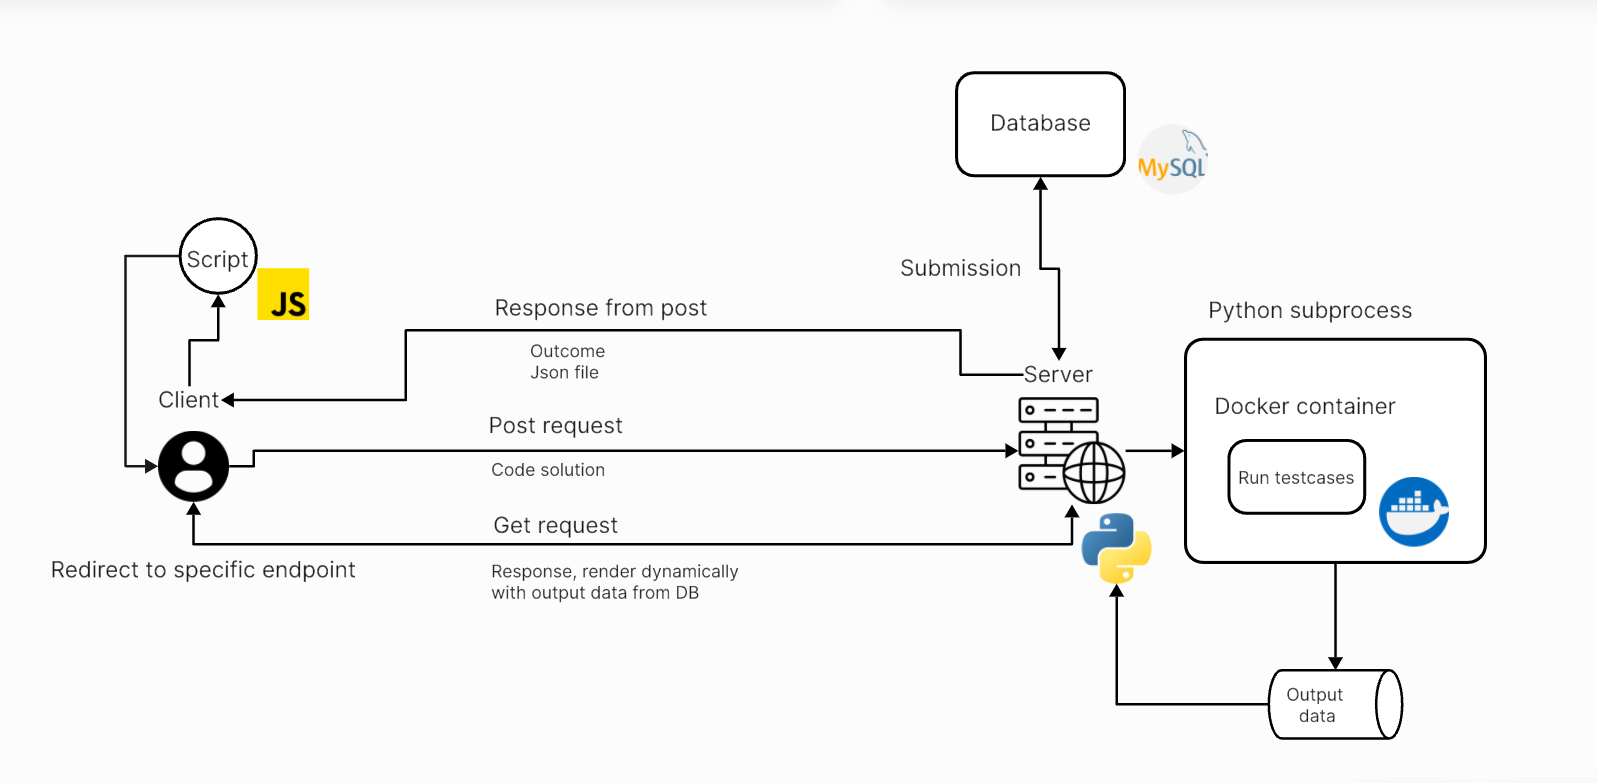 Database
MySQL
Script
JS
Submission
Response from post
Python subprocess
Outcome
Json file
Server
Client
Docker container
Post request
Code solution
Run testcases
Get request
Redirect to specific endpoint
Response, render dynamically
with output data from DB
Output
data